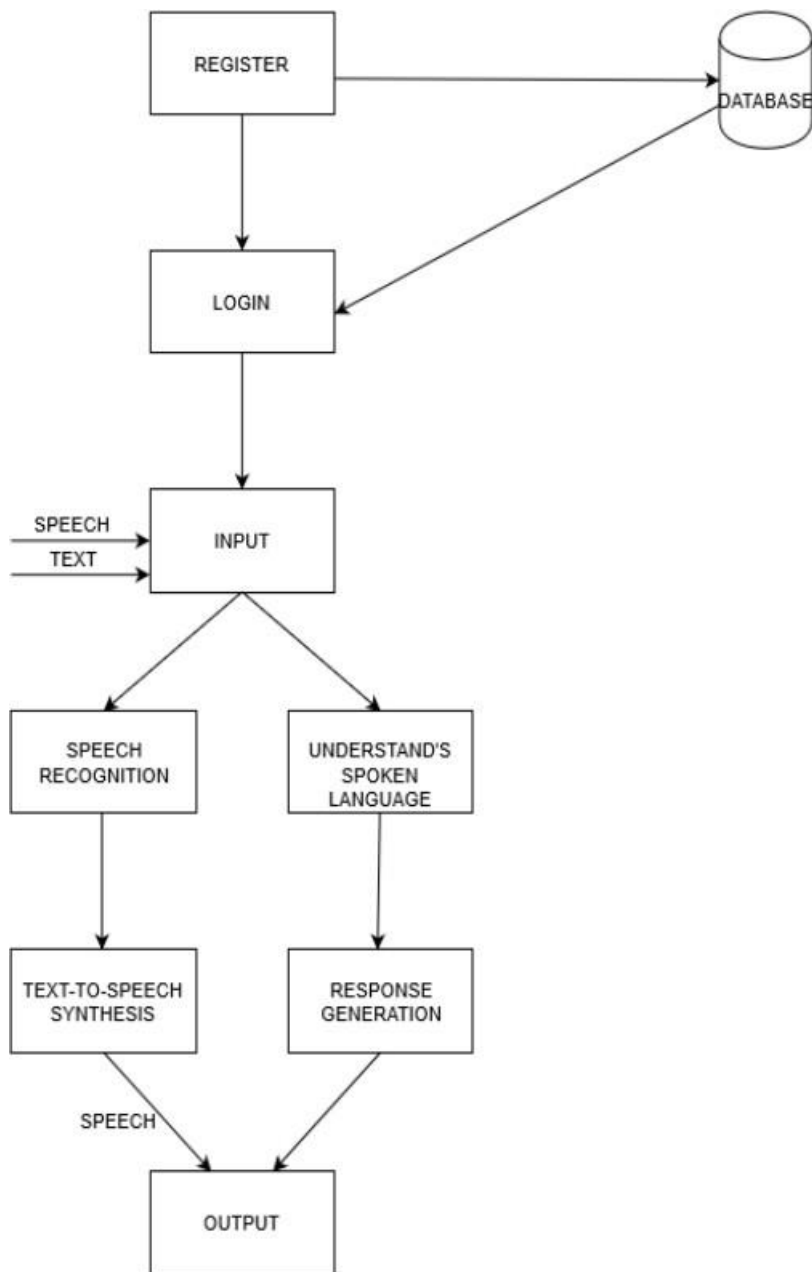 REGISTER
DATABASE
LOGIN
SPEECH
TEXT
INPUT
SPEECH
RECOGNITION
UNDERSTAND'S
SPOKEN
LANGUAGE
TEXT-TO-SPEECH
SYNTHESIS
RESPONSE
GENERATION
SPEECH
OUTPUT